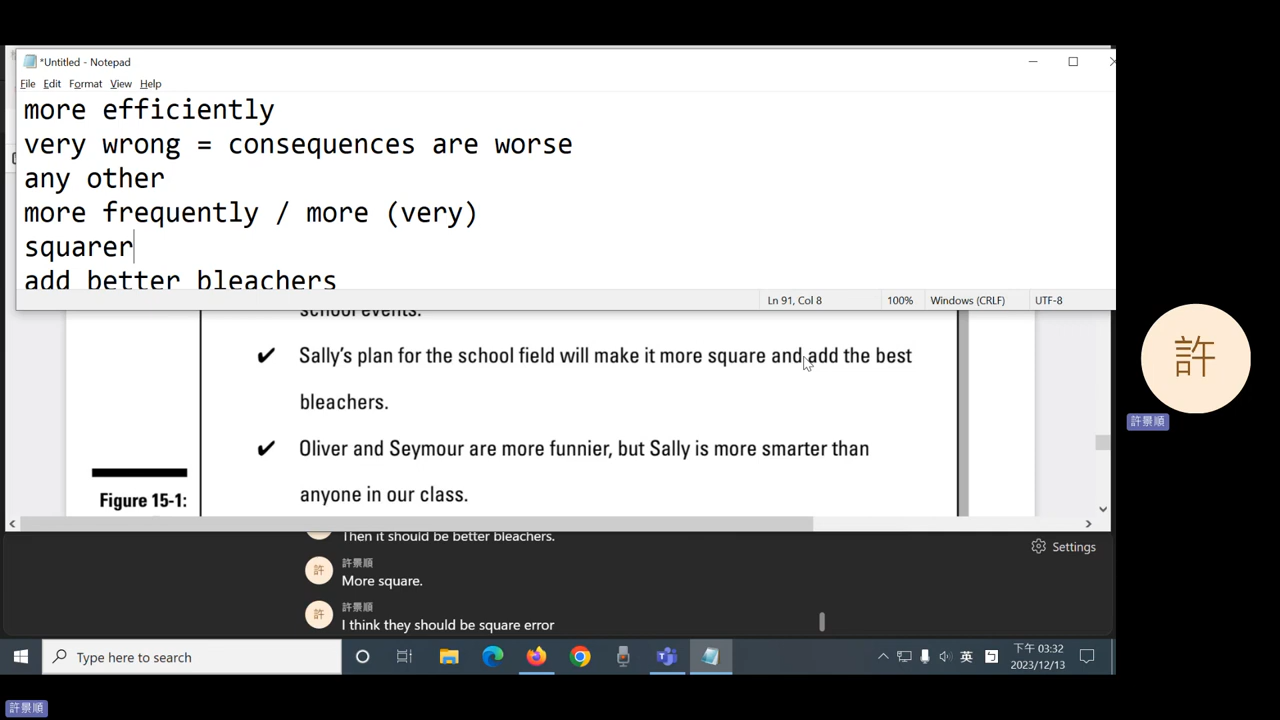 *Untitled - Notepad
File Edit Format View Help
more efficiently
very wrong = consequences are worse
any other
more frequently / more (very)
squarer
add better bleachers
Ln 91, Col 8 100% Windows (CRLF) UTF-8
school events.
✔ Sally's plan for the school field will make it more square and add the best
bleachers.
✔ Oliver and Seymour are more funnier, but Sally is more smarter than
anyone in our class.
Figure 15-1:
許
許景順
Then it should be better bleachers.
許景順
許 More square.
許景順
許 I think they should be square error
Settings
Type here to search
英
下午 03:32
2023/12/13
許景順